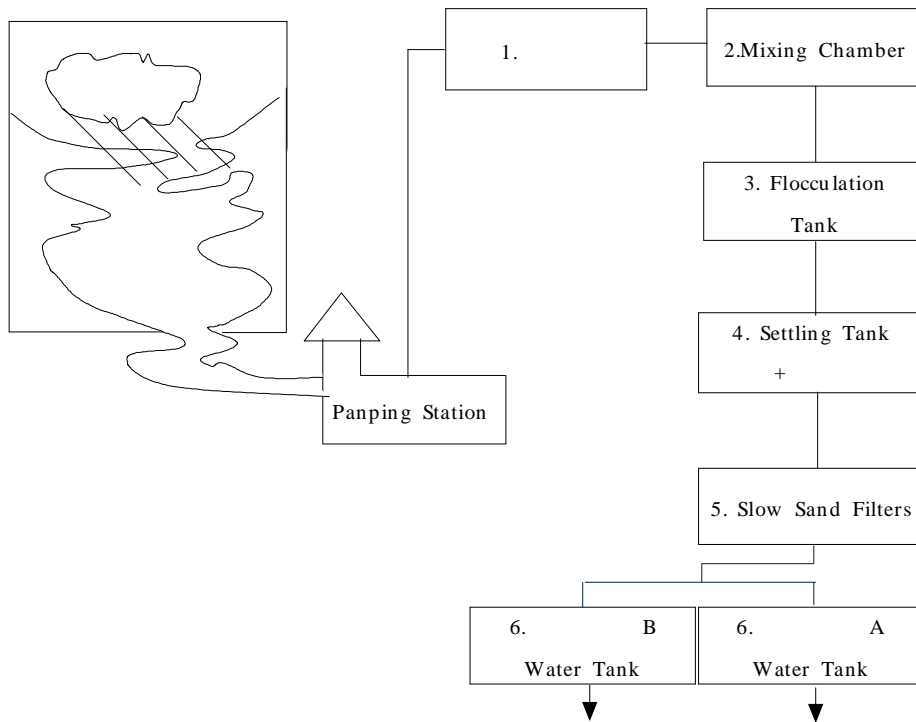 1.
2.Mixing Chamber
3. Flocculation
Tank
4. Settling Tank
+
Panping Station
5. Slow Sand Filters
6. B
Water Tank
6. A
Water Tank